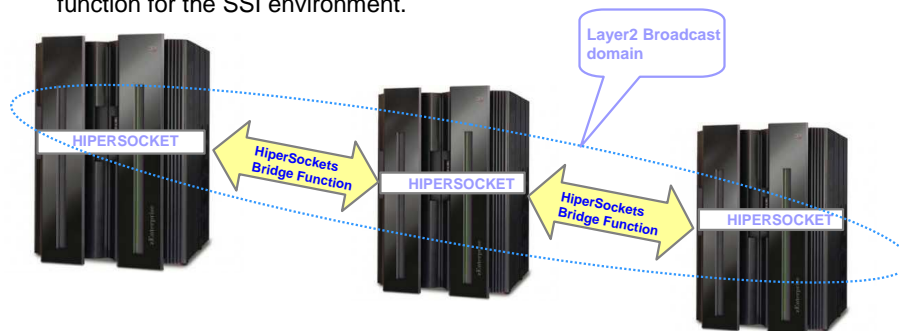 function for the SSI environment.
Layer2 Broadcast
domain
HIPERSOCKET
HiperSockets
Bridge Function
HIPERSOCKET
HiperSockets
Bridge Function
HIPERSOCKET